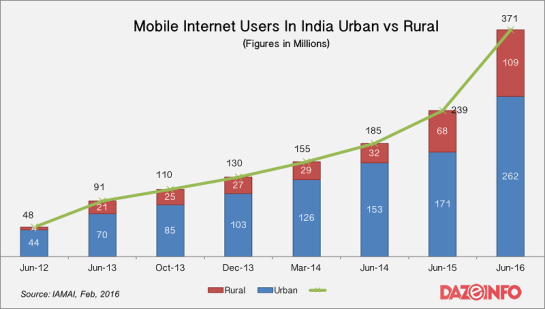 Mobile Internet Users In India Urban vs Rural
(Figures in Millions)
48 91 110 130 155 185 239 371
4 21 25 27 29 32 68 109
44 70 85 103 126 153 171 262
Jun-12 Jun-13 Oct-13 Dec-13 Mar-14 Jun-14 Jun-15 Jun-16
Source: IAMAI, Feb, 2016
Rural Urban
DAZEINFO